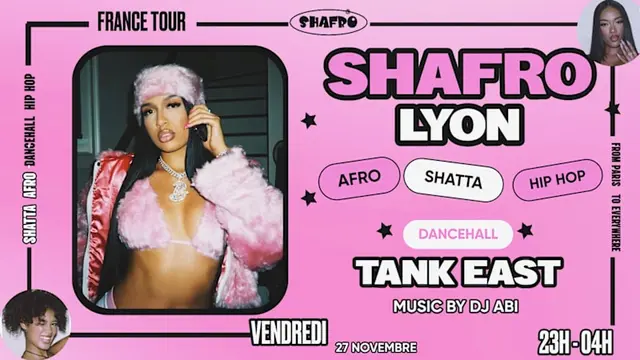 FRANCE TOUR
SHAFRO
SHAFRO
LYON
AFRO
SHATTA
HIP HOP
DANCEHALL
TANK EAST
MUSIC BY DJ ABI
VENDREDI
27 NOVEMBRE
23H - 04H
SHATTA AFRO DANCEHALL HIP HOP
FROM PARIS TO EVERYWHERE